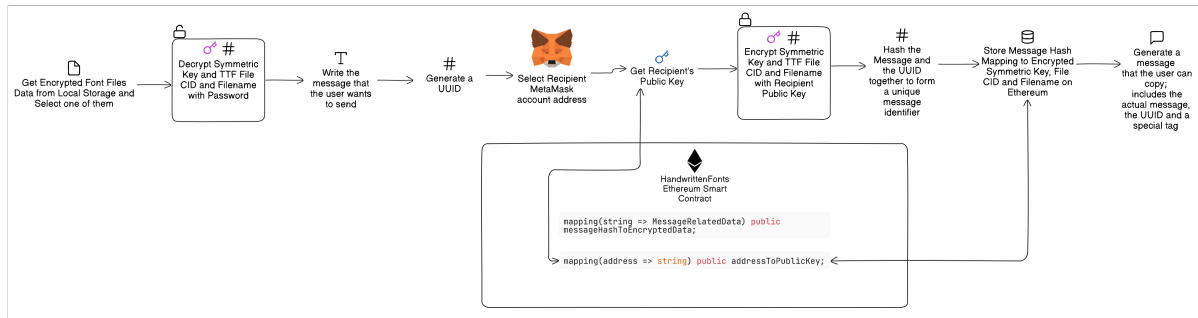 Get Encrypted Font Files
Data from Local Storage and
Select one of them
#
Decrypt Symmetric
Key and TTF File
CID and Filename
with Password
T
Write the
message that
the user wants
to send
#
Generate a
UUID
Select Recipient
MetaMask
account address
Get Recipient's
Public Key
#
Encrypt Symmetric
Key and TTF File
CID and Filename
with Recipient
Public Key
#
Hash the
Message and
the UUID
together to form
a unique
message
identifier
Store Message Hash
Mapping to Encrypted
Symmetric Key, File
CID and Filename on
Ethereum
Generate a
message
that the user can
copy;
includes the
actual message,
the UUID and a
special tag
HandwrittenFonts
Ethereum Smart
Contract
mapping(string => MessageRelatedData) public
messageHashToEncryptedData;
mapping(address => string) public addressToPublicKey;